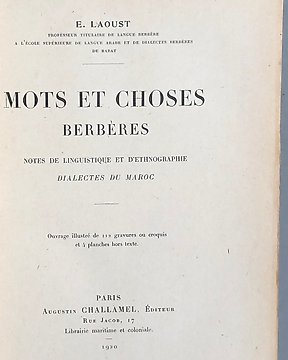 E. LAOUST
PROFESSEUR TITULAIRE DE LANGUE BERBÈRE
A L'ÉCOLE SUPÉRIEURE DE LANGUE ARABE ET DE DIALECTES BERBÈRES
DE RABAT
MOTS ET CHOSES
BERBÈRES
NOTES DE LINGUISTIQUE ET D'ETHNOGRAPHIE
DIALECTES DU MAROC
Ouvrage illustré de 112 gravures ou croquis
et 4 planches hors texte.
PARIS
Augustin CHALLAMEL, Éditeur
Rue Jacob, 17
Librairie maritime et coloniale.
1920